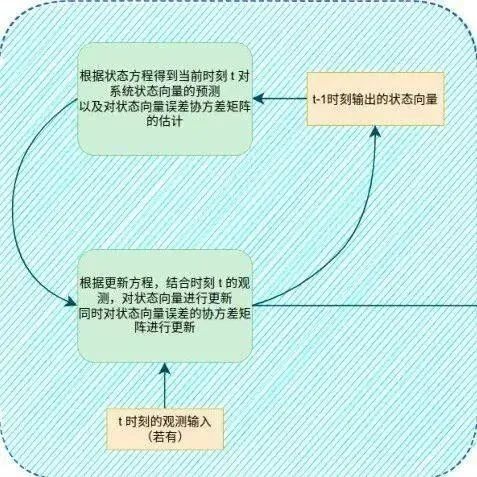 根据状态方程得到当前时刻 t 对
系统状态向量的预测
以及对状态向量误差协方差矩阵
的估计
t-1时刻输出的状态向量
根据更新方程，结合时刻 t 的观
测，对状态向量进行更新
同时对状态向量误差的协方差矩
阵进行更新
t 时刻的观测输入
（若有）